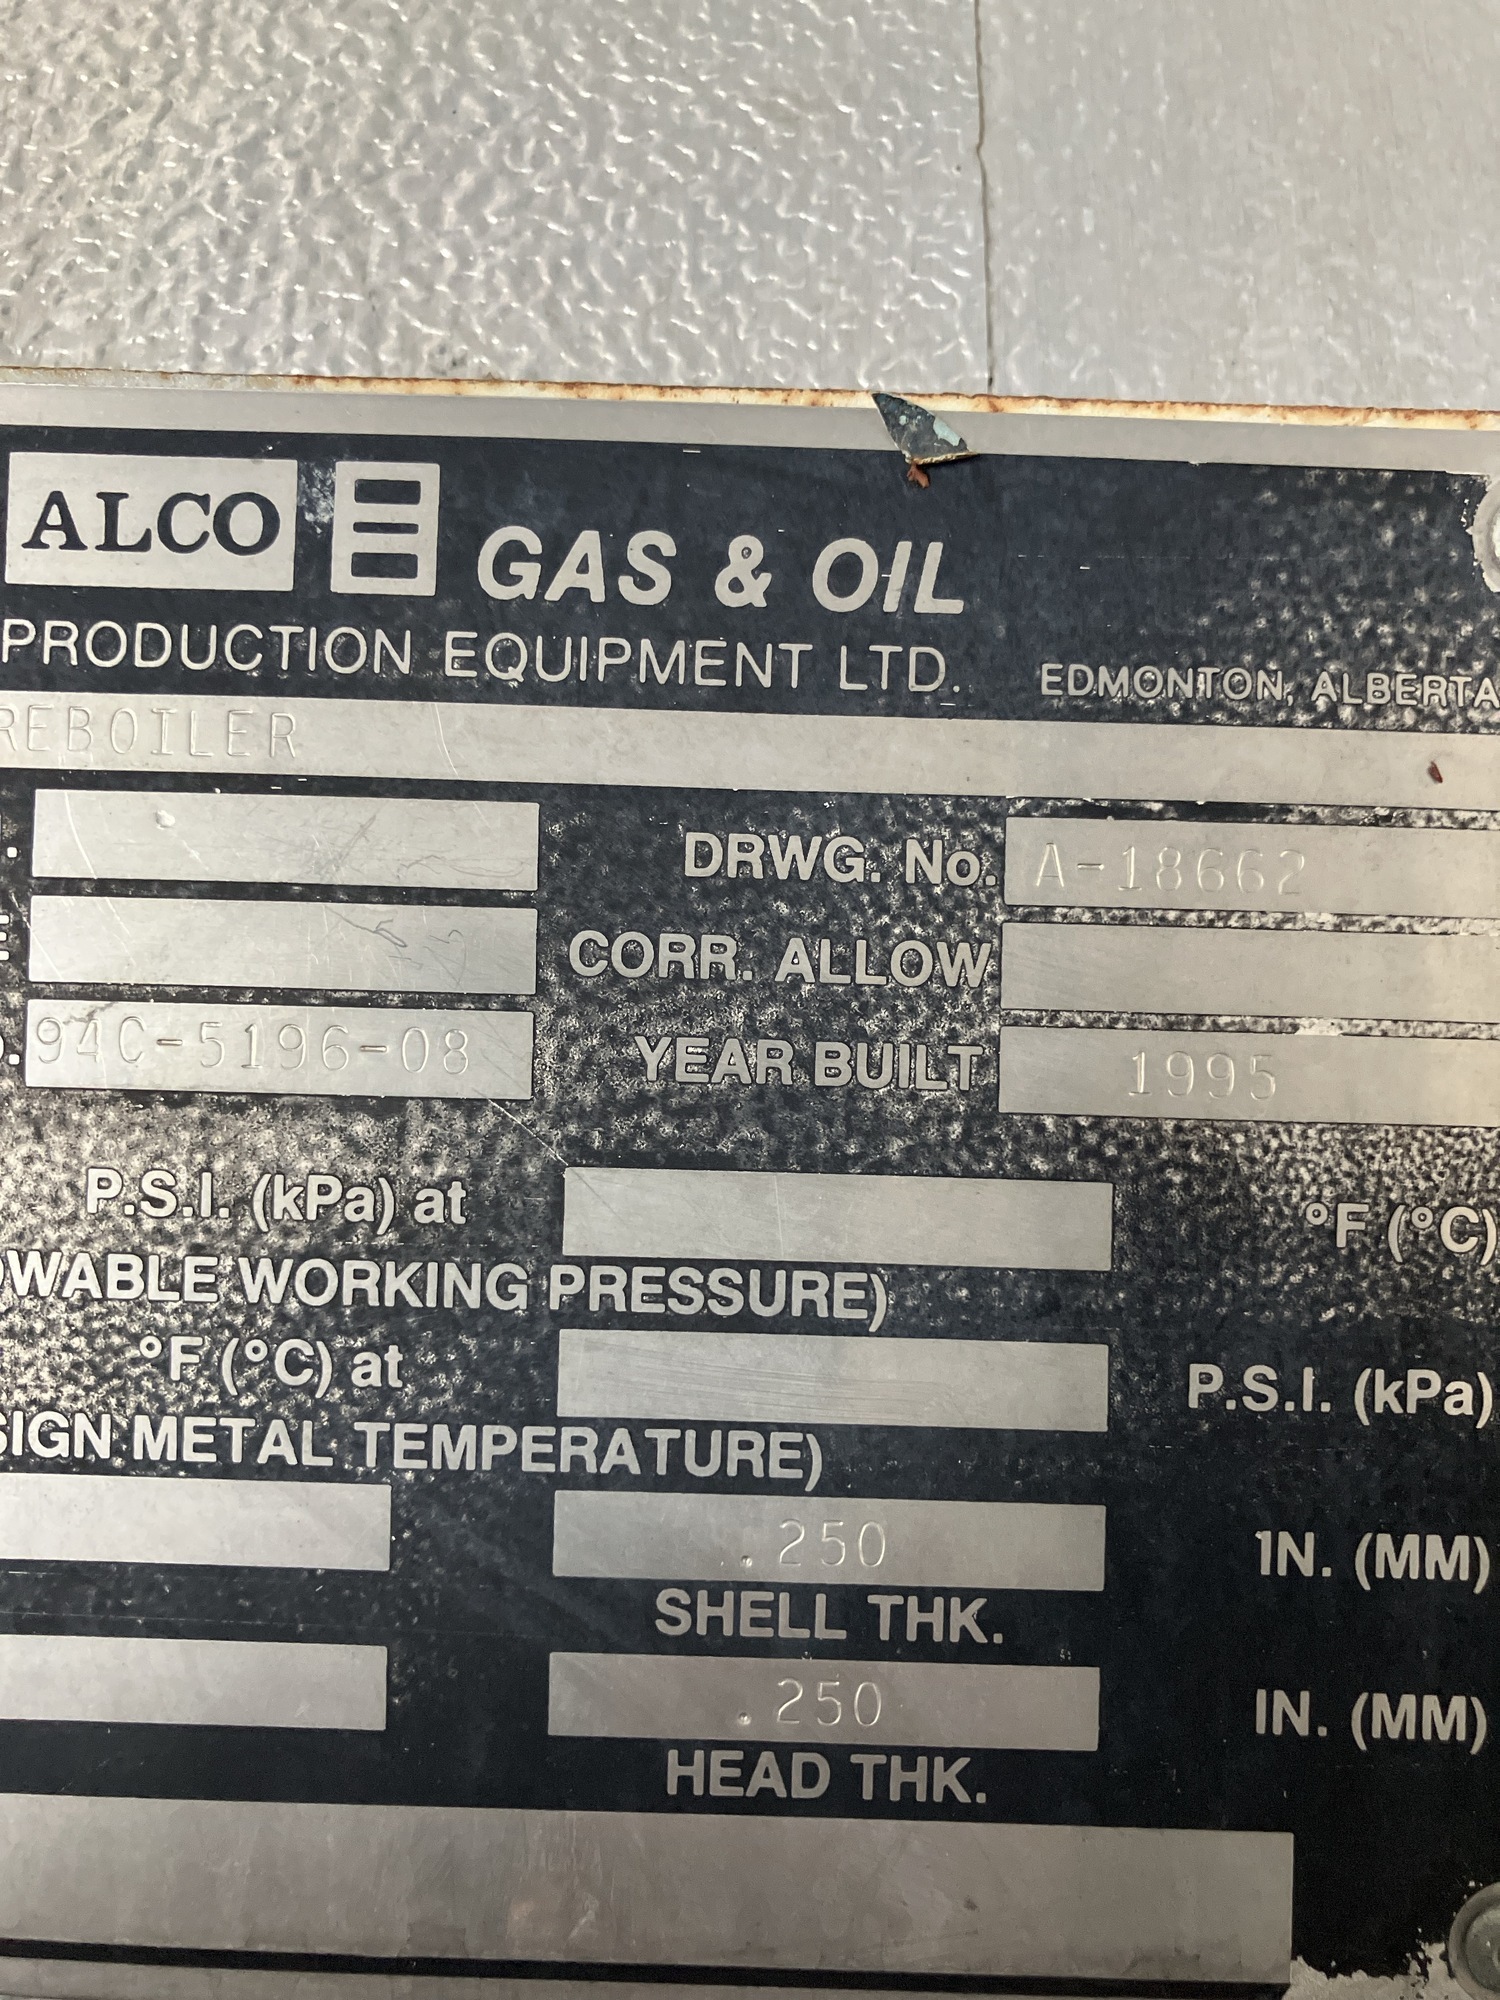 ALCO GAS & OIL
PRODUCTION EQUIPMENT LTD. EDMONTON, ALBERTA
REBOILER
DRWG. No. A-18662
CORR. ALLOW
94C-5196-08 YEAR BUILT 1995
P.S.I. (kPa) at °F (°C)
OWABLE WORKING PRESSURE)
°F (°C) at P.S.I. (kPa)
SIGN METAL TEMPERATURE)
.250 IN. (MM)
SHELL THK.
.250 IN. (MM)
HEAD THK.